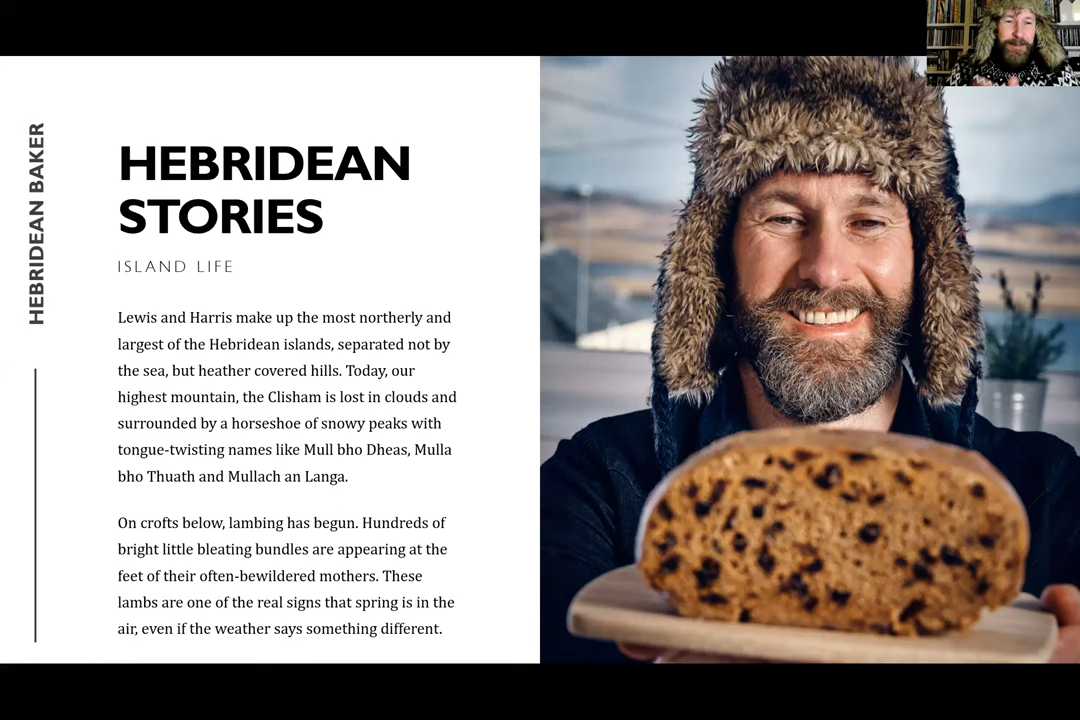 HEBRIDEAN BAKER
HEBRIDEAN
STORIES
ISLAND LIFE
Lewis and Harris make up the most northerly and
largest of the Hebridean islands, separated not by
the sea, but heather covered hills. Today, our
highest mountain, the Clisham is lost in clouds and
surrounded by a horseshoe of snowy peaks with
tongue-twisting names like Mull bho Dheas, Mulla
bho Thuath and Mullach an Langa.
On crofts below, lambing has begun. Hundreds of
bright little bleating bundles are appearing at the
feet of their often-bewildered mothers. These
lambs are one of the real signs that spring is in the
air, even if the weather says something different.